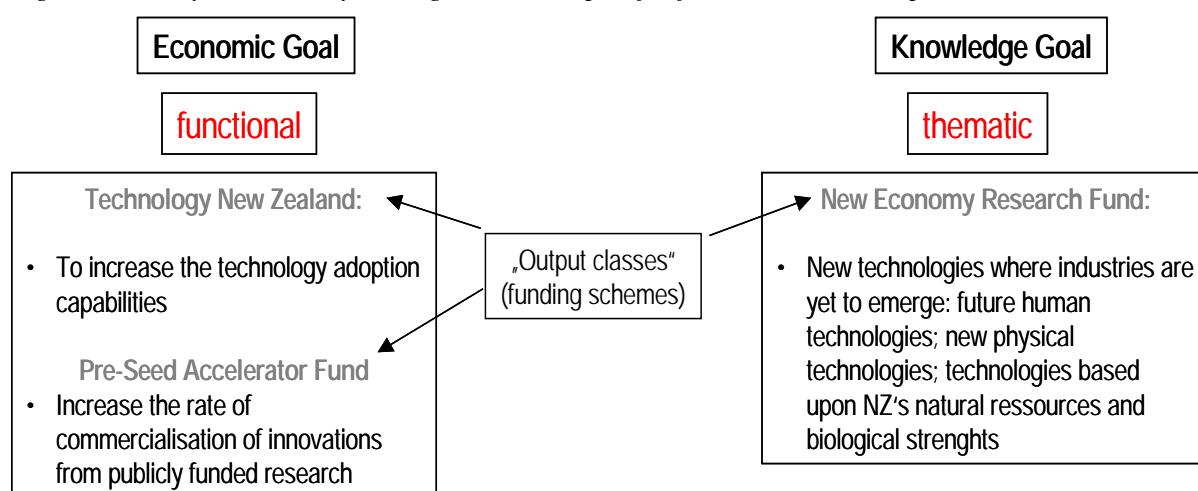 Economic Goal
functional
Technology New Zealand:
• To increase the technology adoption
capabilities
Pre-Seed Accelerator Fund
• Increase the rate of
commercialisation of innovations
from publicly funded research
„Output classes“
(funding schemes)
Knowledge Goal
thematic
New Economy Research Fund:
• New technologies where industries are
yet to emerge: future human
technologies; new physical
technologies; technologies based
upon NZ‘s natural ressources and
biological strenghts